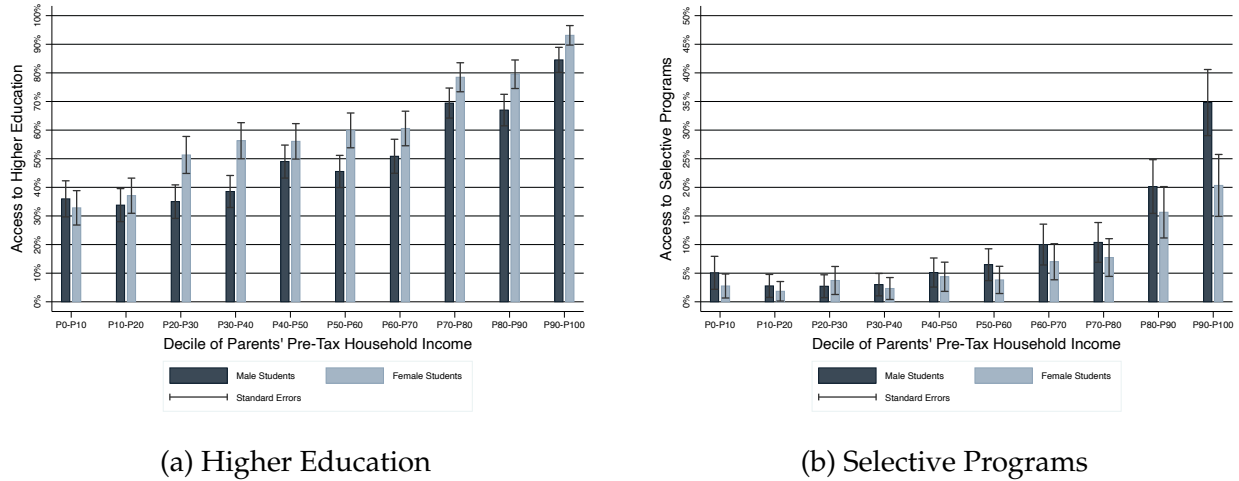 Access to Higher Education
100%
90%
80%
70%
60%
50%
40%
30%
20%
10%
0%
P0-P10 P10-P20 P20-P30 P30-P40 P40-P50 P50-P60 P60-P70 P70-P80 P80-P90 P90-P100
Decile of Parents' Pre-Tax Household Income
Male Students Female Students
Standard Errors
(a) Higher Education
Access to Selective Programs
50%
45%
40%
35%
30%
25%
20%
15%
10%
5%
0%
P0-P10 P10-P20 P20-P30 P30-P40 P40-P50 P50-P60 P60-P70 P70-P80 P80-P90 P90-P100
Decile of Parents' Pre-Tax Household Income
Male Students Female Students
Standard Errors
(b) Selective Programs